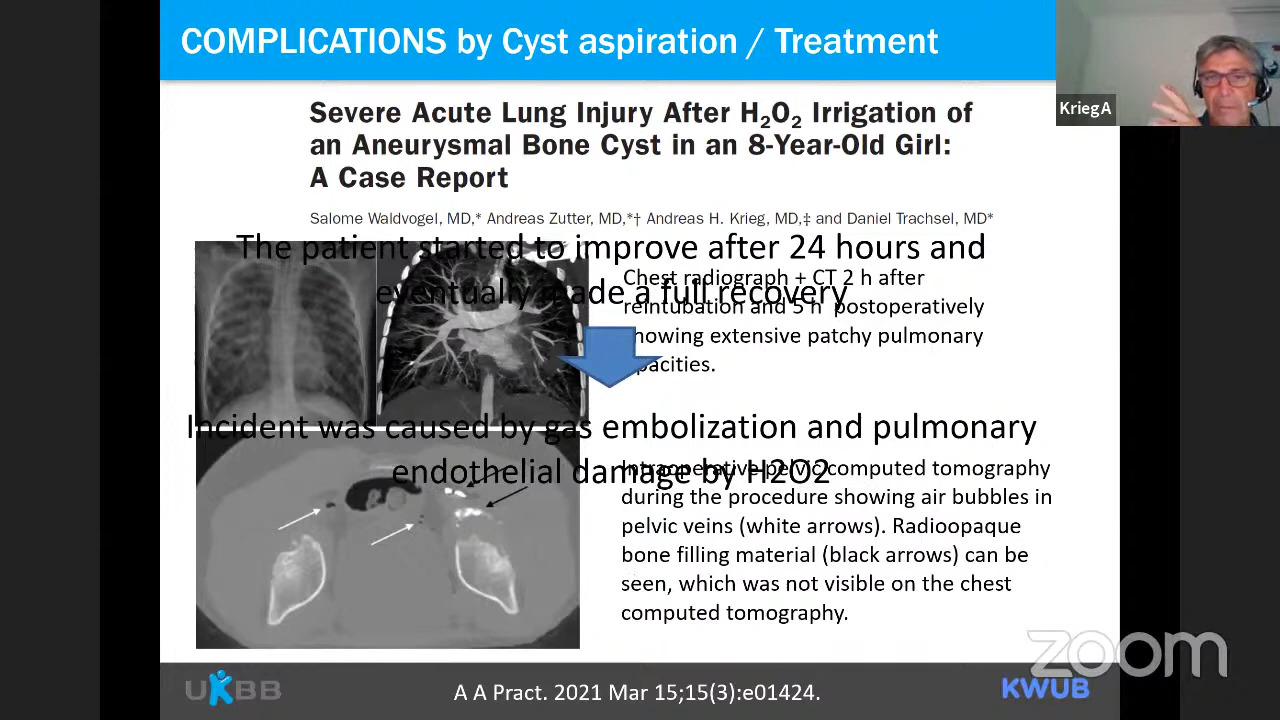 COMPLICATIONS by Cyst aspiration / Treatment
KriegA
Severe Acute Lung Injury After H₂O₂ Irrigation of
an Aneurysmal Bone Cyst in an 8-Year-Old Girl:
A Case Report
Salome Waldvogel, MD,* Andreas Zutter, MD,*† Andreas H. Krieg, MD,‡ and Daniel Trachsel, MD*
The patient started to improve after 24 hours and
eventually made a full recovery
Chest radiograph + CT 2 h after
reintubation and 5 h postoperatively
showing extensive patchy pulmonary
opacities.
Incident was caused by gas embolization and pulmonary
endothelial damage by H2O2
Intraoperative pelvic computed tomography
during the procedure showing air bubbles in
pelvic veins (white arrows). Radioopaque
bone filling material (black arrows) can be
seen, which was not visible on the chest
computed tomography.
zoom
UKBB
A A Pract. 2021 Mar 15;15(3):e01424.
KWUB